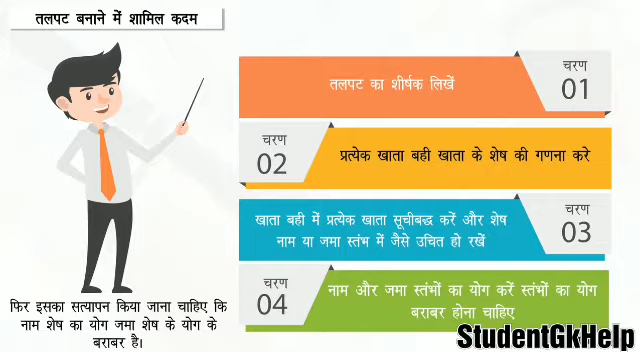 तलपट बनाने में शामिल कदम
तलपट का शीर्षक लिखें
चरण
01
चरण
02
प्रत्येक खाता बही खाता के शेष की गणना करे
खाता बही में प्रत्येक खाता सूचीबद्ध करें और शेष
नाम या जमा स्तंभ में जैसे उचित हो रखें
चरण
03
चरण
04
नाम और जमा स्तंभों का योग करें स्तंभों का योग
बराबर होना चाहिए
फिर इसका सत्यापन किया जाना चाहिए कि
नाम शेष का योग जमा शेष के योग के
बराबर है।
StudentGkHelp